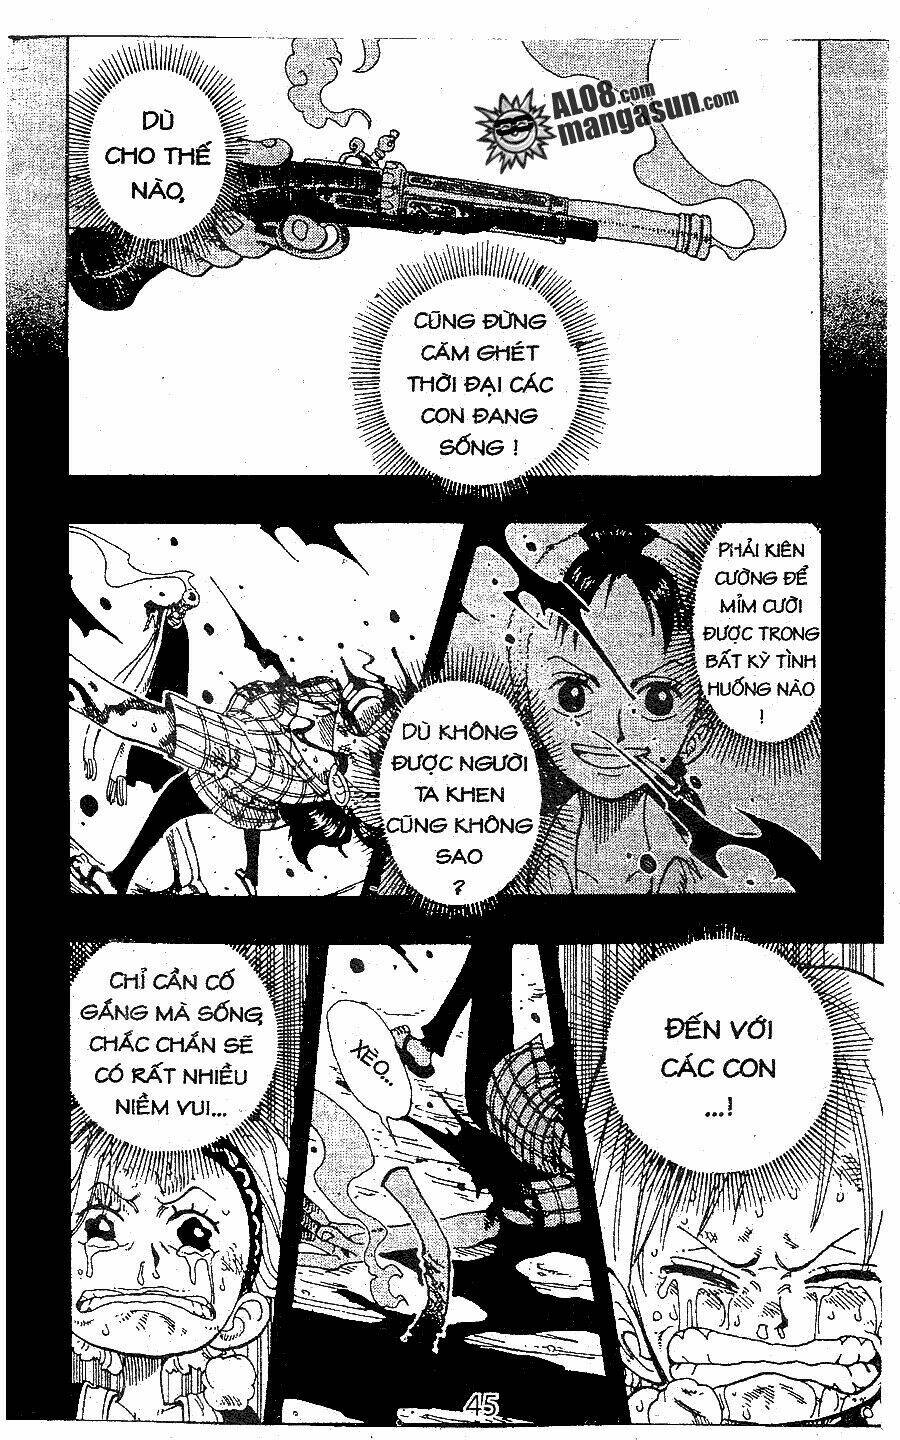 DÙ
CHO THẾ
NÀO,
AL08.com
mangasun.com
CŨNG ĐỪNG
CĂM GHÉT
THỜI ĐẠI CÁC
CON ĐANG
SỐNG !
PHẢI KIÊN
CƯỜNG ĐỂ
MỈM CƯỜI
ĐƯỢC TRONG
BẤT KỲ TÌNH
HUỐNG NÀO
!
DÙ KHÔNG
ĐƯỢC NGƯỜI
TA KHEN
CŨNG KHÔNG
SAO
?
CHỈ CẦN CỐ
GẮNG MÀ SỐNG,
CHẮC CHẮN SẼ
CÓ RẤT NHIỀU
NIỀM VUI...
XÈO...
ĐẾN VỚI
CÁC CON
...!
45